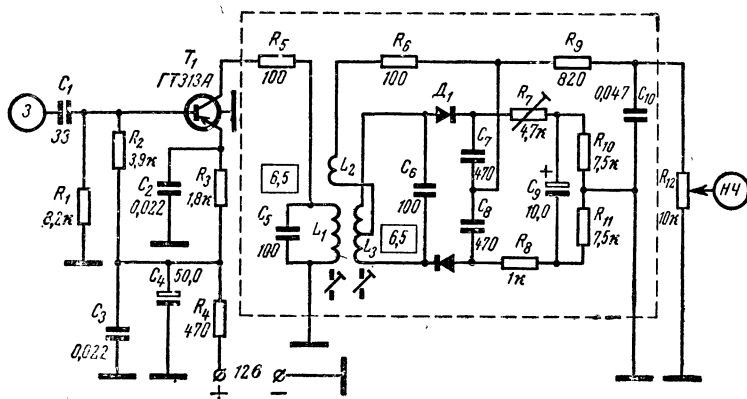 З
C1
33
R1
8,2к
R2
3,9к
T1
ГТ313А
C2
0,022
R3
1,8к
C3
0,022
C4
50,0
R4
470
12б
+
−
R5
100
6,5
C5
100
L1
L2
L3
6,5
R6
100
C6
100
Д1
C7
470
C8
470
R7
4,7к
R8
1к
C9
+
10,0
R9
820
R10
7,5к
R11
7,5к
0,047
C10
R12
10к
НЧ